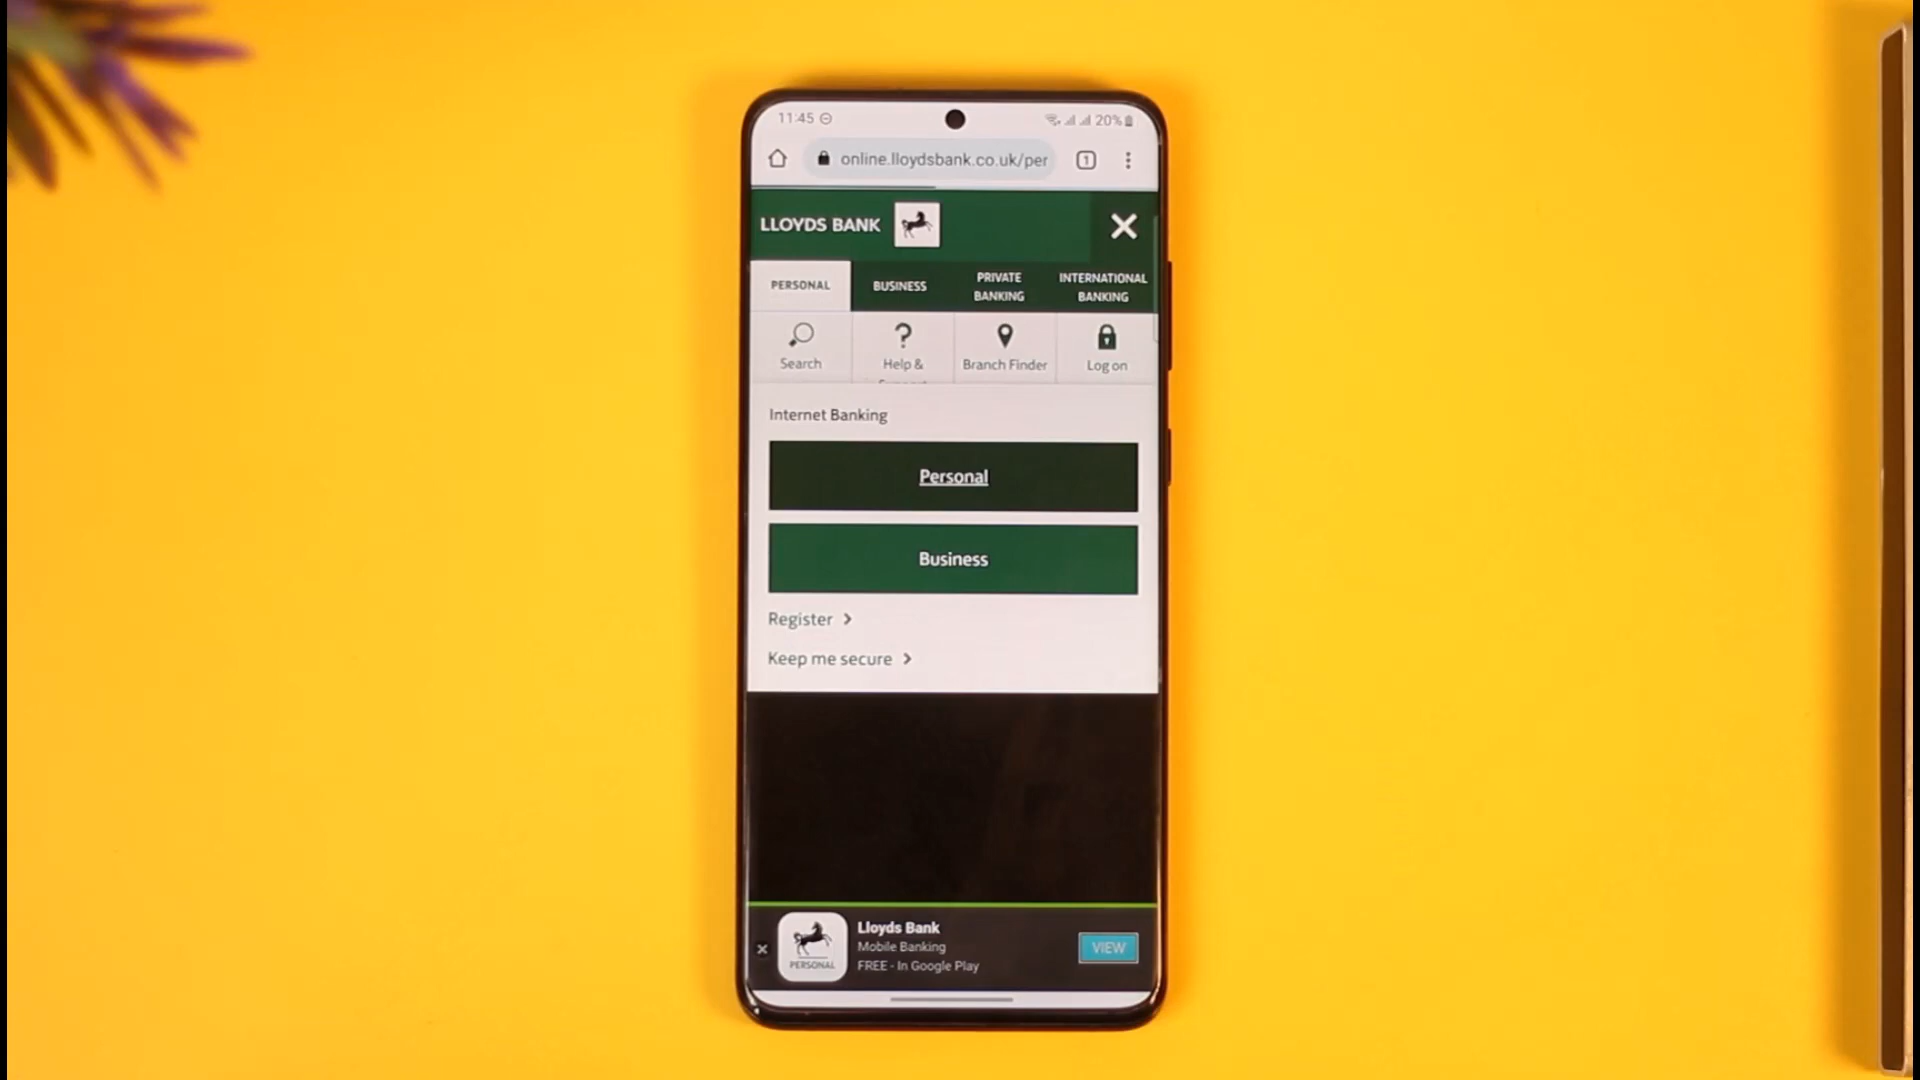 11:45
20%
online.lloydsbank.co.uk/per
1
LLOYDS BANK
PERSONAL
BUSINESS
PRIVATE
BANKING
INTERNATIONAL
BANKING
Search
Help &
Branch Finder
Log on
Internet Banking
Personal
Business
Register
Keep me secure
Lloyds Bank
Mobile Banking
FREE - In Google Play
PERSONAL
VIEW